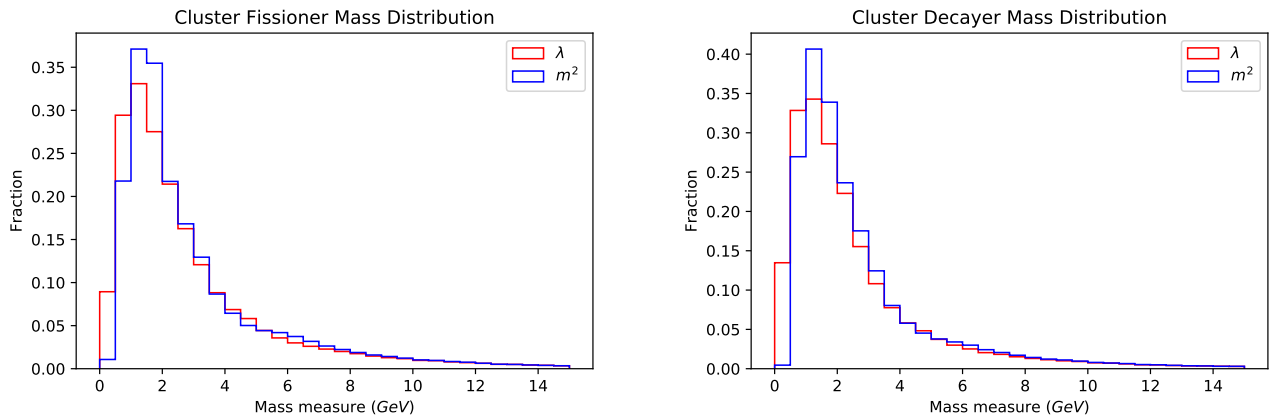 Cluster Fissioner Mass Distribution
λ
m²
0.35
0.30
0.25
0.20
0.15
0.10
0.05
0.00
Fraction
0 2 4 6 8 10 12 14
Mass measure (GeV)
Cluster Decayer Mass Distribution
λ
m²
0.40
0.35
0.30
0.25
0.20
0.15
0.10
0.05
0.00
Fraction
0 2 4 6 8 10 12 14
Mass measure (GeV)